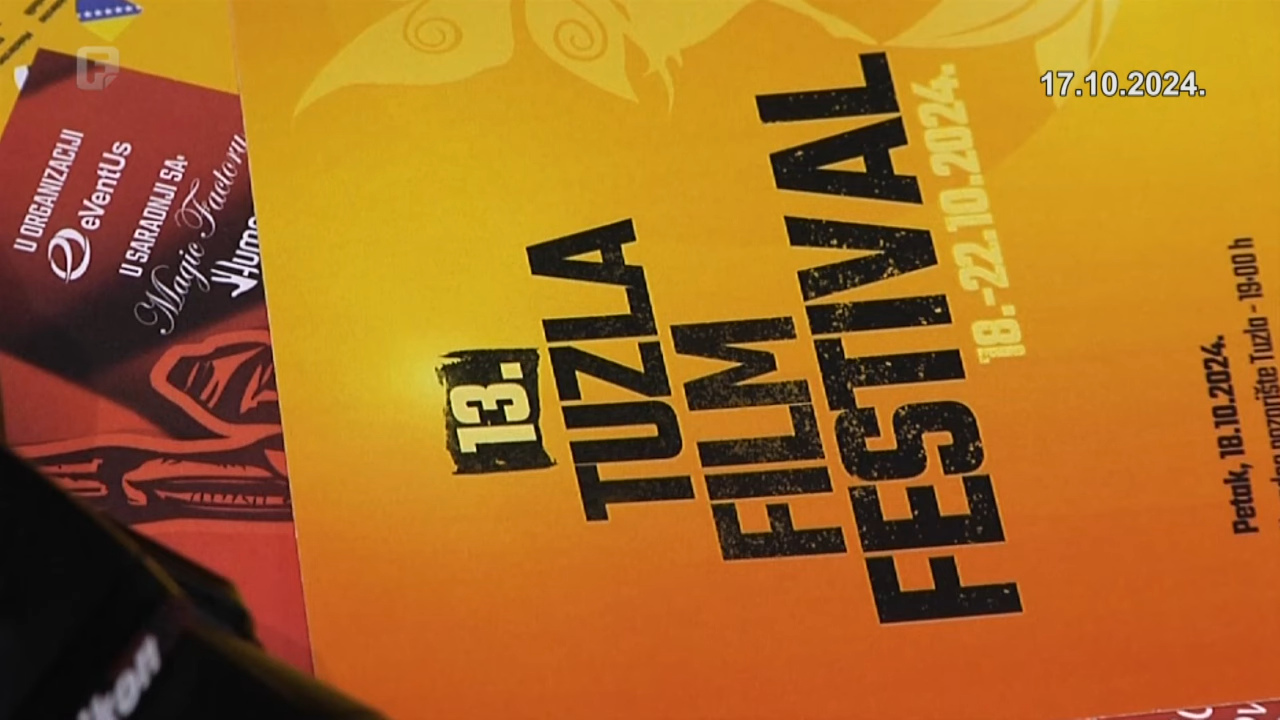 17.10.2024.
U ORGANIZACIJI
eVentUs
U SARADNJI SA:
Magic Factory
13.
TUZLA
FILM
FESTIVAL
18.-22.10.2024.
Petak, 18.10.2024.
pozorište Tuzla - 19:00 h